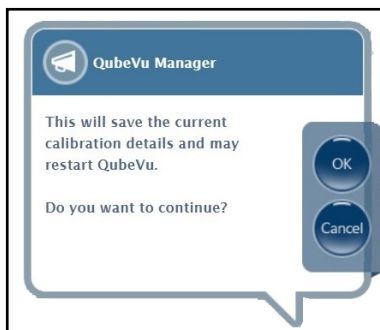 QubeVu Manager
This will save the current
calibration details and may
restart QubeVu.
Do you want to continue?
OK
Cancel